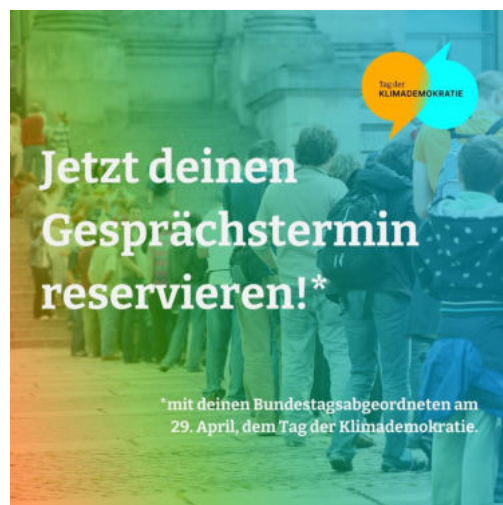 Tag der
KLIMADEMOKRATIE
Jetzt deinen
Gesprächstermin
reservieren!*
*mit deinen Bundestagsabgeordneten am
29. April, dem Tag der Klimademokratie.